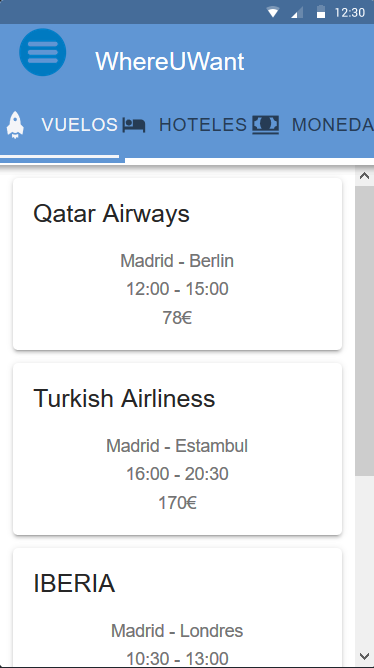 12:30
WhereUWant
VUELOS HOTELES MONEDA
Qatar Airways
Madrid - Berlin
12:00 - 15:00
78€
Turkish Airliness
Madrid - Estambul
16:00 - 20:30
170€
IBERIA
Madrid - Londres
10:30 - 13:00